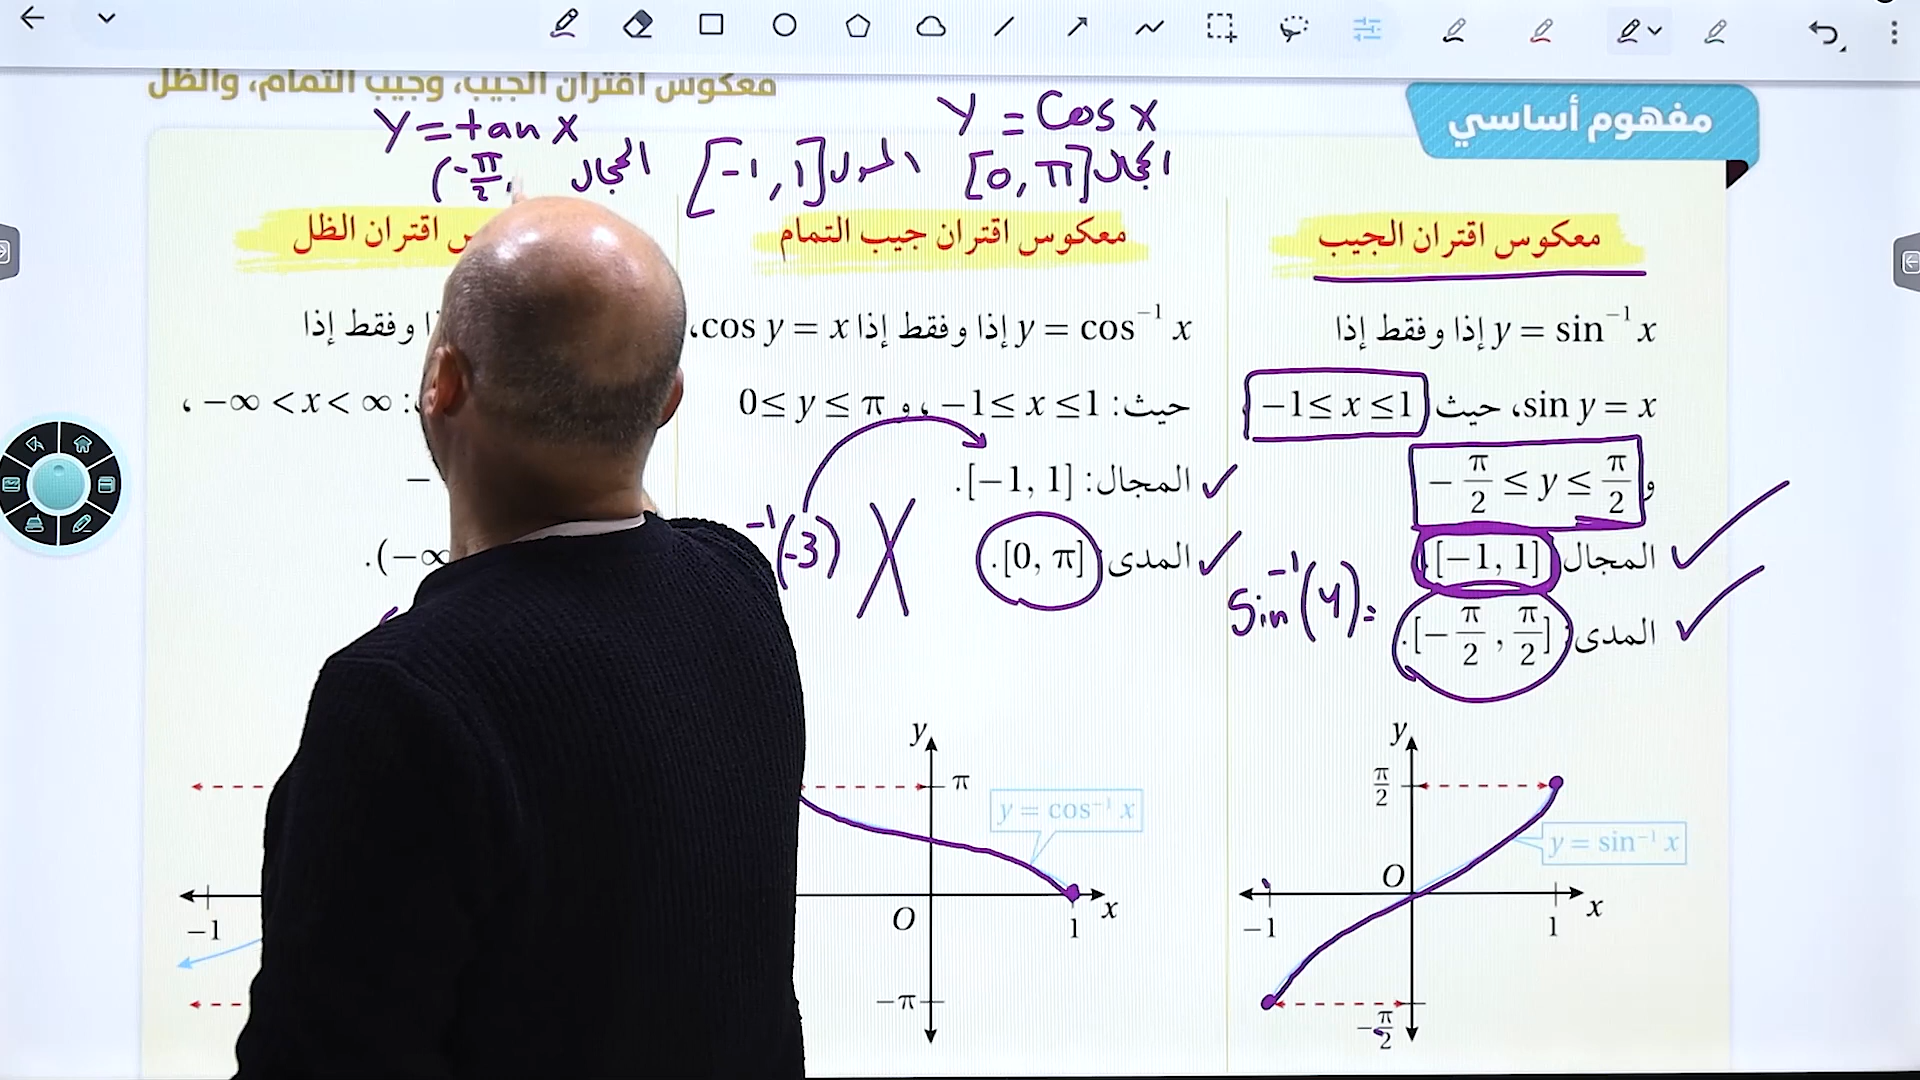 معكوس اقتران الجيب، وجيب التمام، والظل
مفهوم أساسي
y = cos x
المجال [0, π]
المدى [-1, 1]
y = tan x
المجال (-π/2,
معكوس اقتران الجيب
y = sin⁻¹ x إذا وفقط إذا
sin y = x، حيث -1 ≤ x ≤ 1
و -π/2 ≤ y ≤ π/2
المجال: [-1, 1].
المدى: [-π/2, π/2].
sin⁻¹(4) =
y
π/2
y = sin⁻¹ x
O
-1
1
x
-π/2
معكوس اقتران جيب التمام
y = cos⁻¹ x إذا وفقط إذا cos y = x،
حيث: -1 ≤ x ≤ 1، و 0 ≤ y ≤ π
المجال: [-1, 1].
المدى: [0, π].
⁻¹(-3)
y
π
y = cos⁻¹ x
O
1
x
-π
اقتران الظل
وفقط إذا
: -∞ < x < ∞ ،
-
(-∞
-1